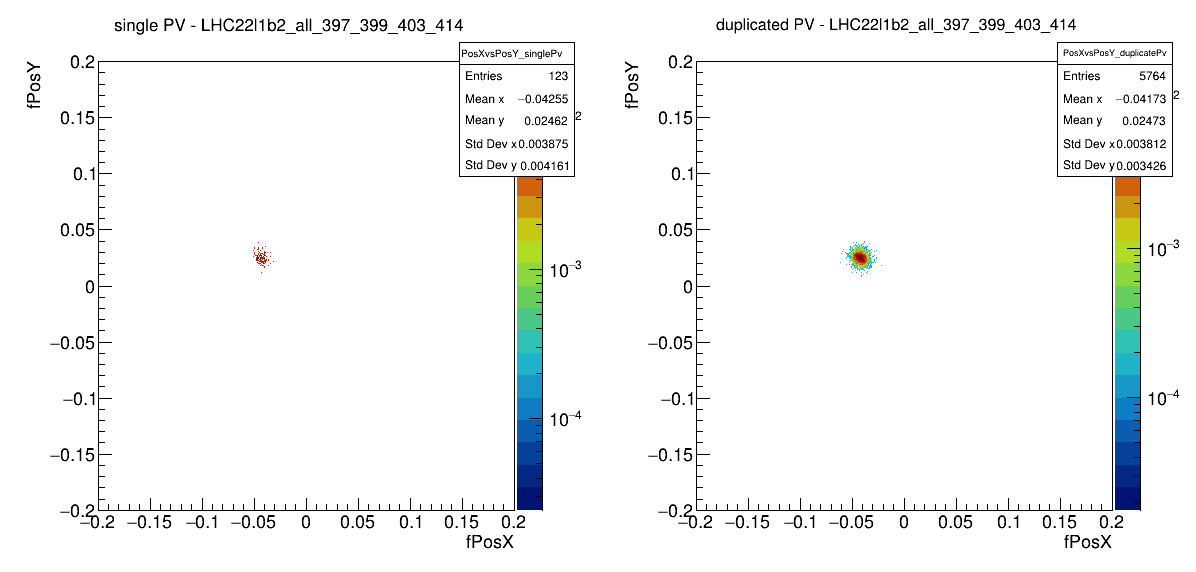 single PV - LHC22l1b2_all_397_399_403_414
PosXvsPosY_singlePv
Entries 123
Mean x −0.04255
Mean y 0.02462
Std Dev x 0.003875
Std Dev y 0.004161
fPosY
0.2
0.15
0.1
0.05
0
−0.05
−0.1
−0.15
−0.2
−0.2 −0.15 −0.1 −0.05 0 0.05 0.1 0.15 0.2
fPosX
2
10−3
10−4
duplicated PV - LHC22l1b2_all_397_399_403_414
PosXvsPosY_duplicatePv
Entries 5764
Mean x −0.04173
Mean y 0.02473
Std Dev x 0.003812
Std Dev y 0.003426
fPosY
0.2
0.15
0.1
0.05
0
−0.05
−0.1
−0.15
−0.2
−0.2 −0.15 −0.1 −0.05 0 0.05 0.1 0.15 0.2
fPosX
2
10−3
10−4